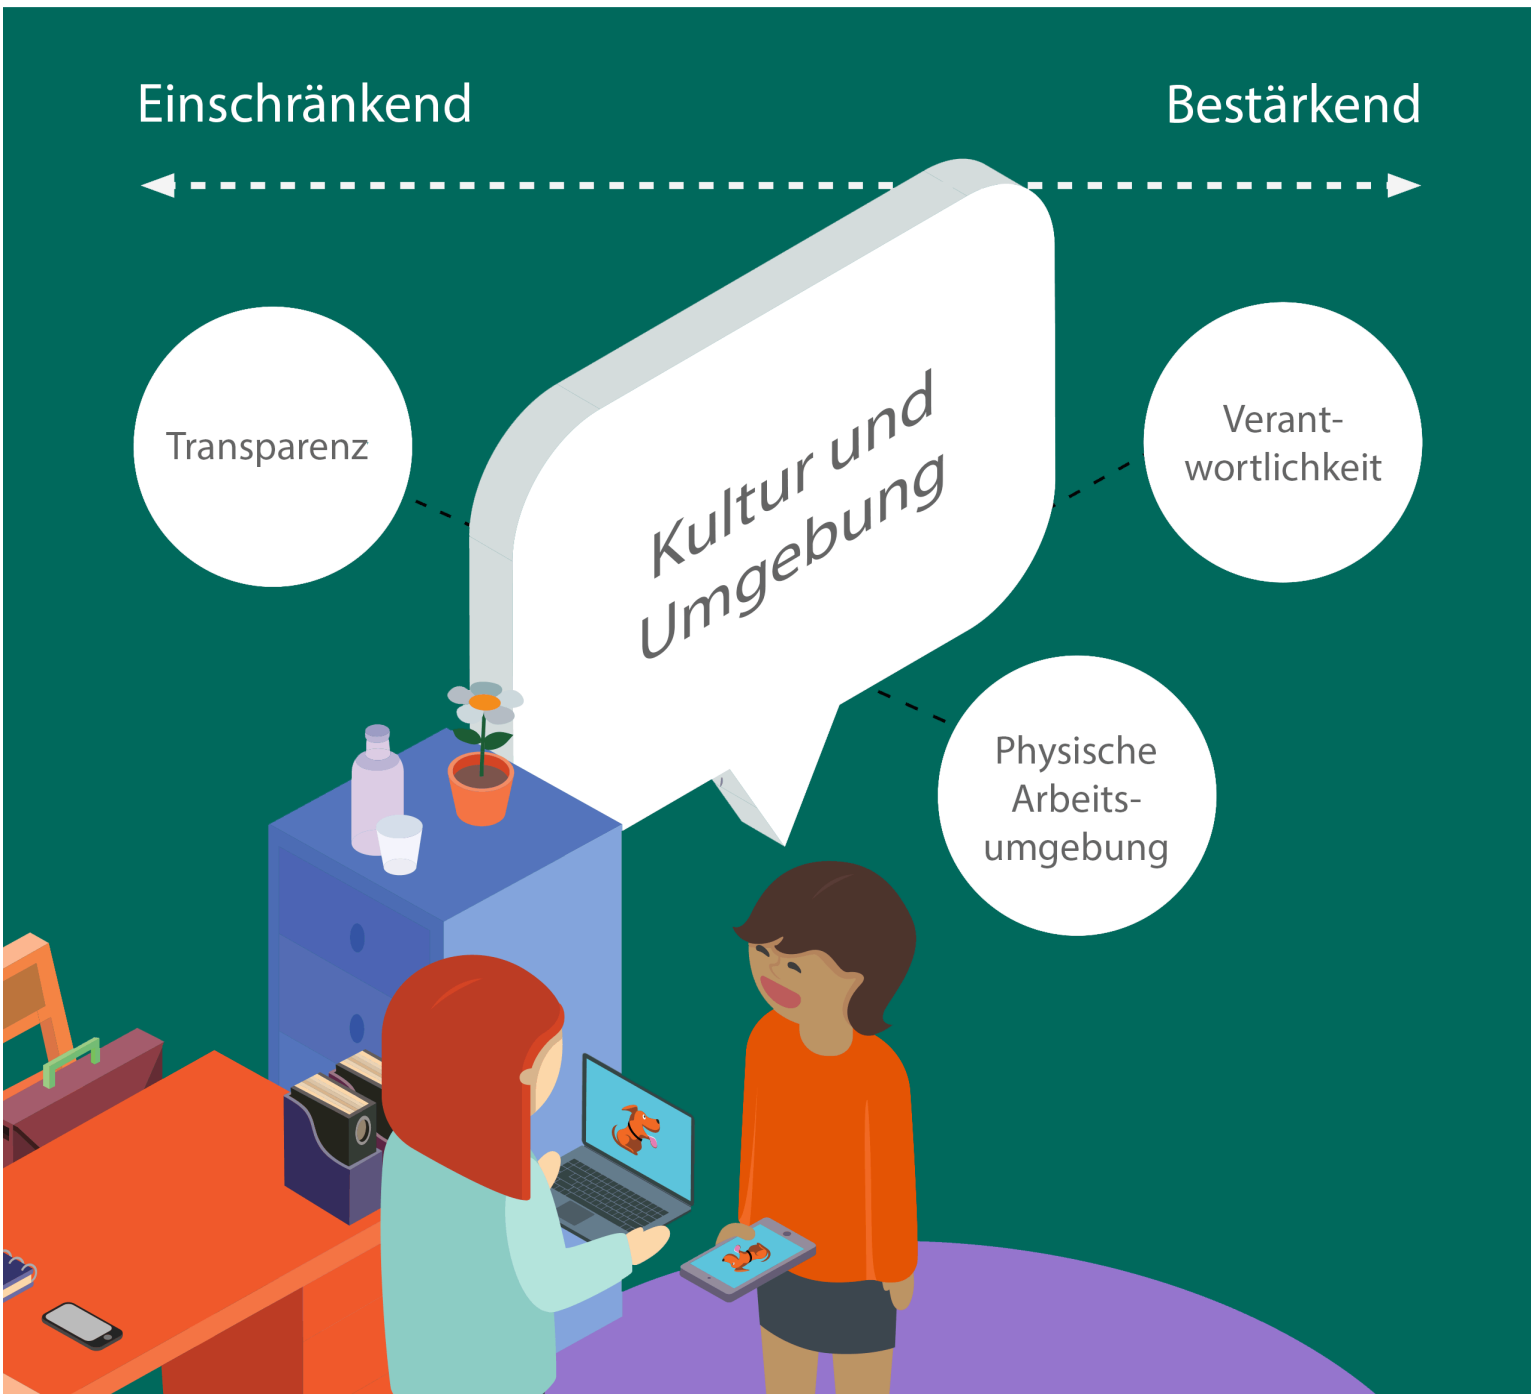 Einschränkend
Bestärkend
Transparenz
Kultur und
Umgebung
Verant-
wortlichkeit
Physische
Arbeits-
umgebung